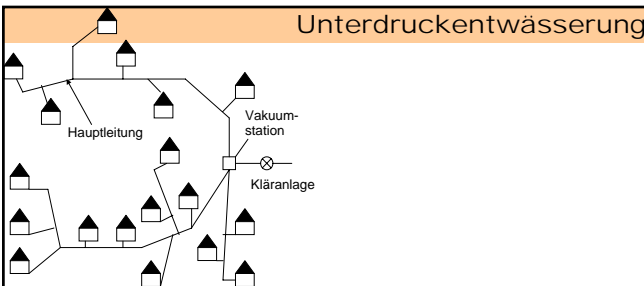 Unterdruckentwässerung
Hauptleitung
Vakuum-
station
Kläranlage